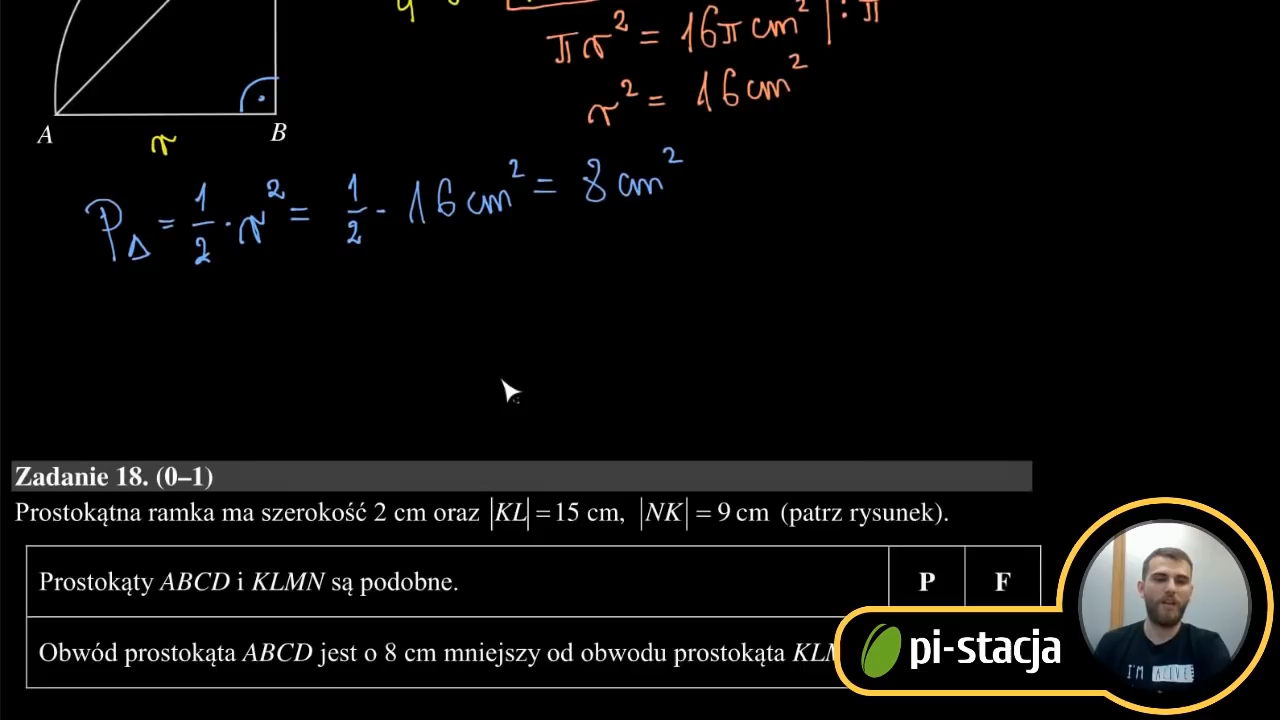 πr² = 16π cm² | : π
r² = 16 cm²
A
B
r
P△ = 1/2 · r² = 1/2 · 16 cm² = 8 cm²
Zadanie 18. (0–1)
Prostokątna ramka ma szerokość 2 cm oraz |KL| = 15 cm, |NK| = 9 cm (patrz rysunek).
Prostokąty ABCD i KLMN są podobne. P F
Obwód prostokąta ABCD jest o 8 cm mniejszy od obwodu prostokąta
pi-stacja
I'M ALIVE